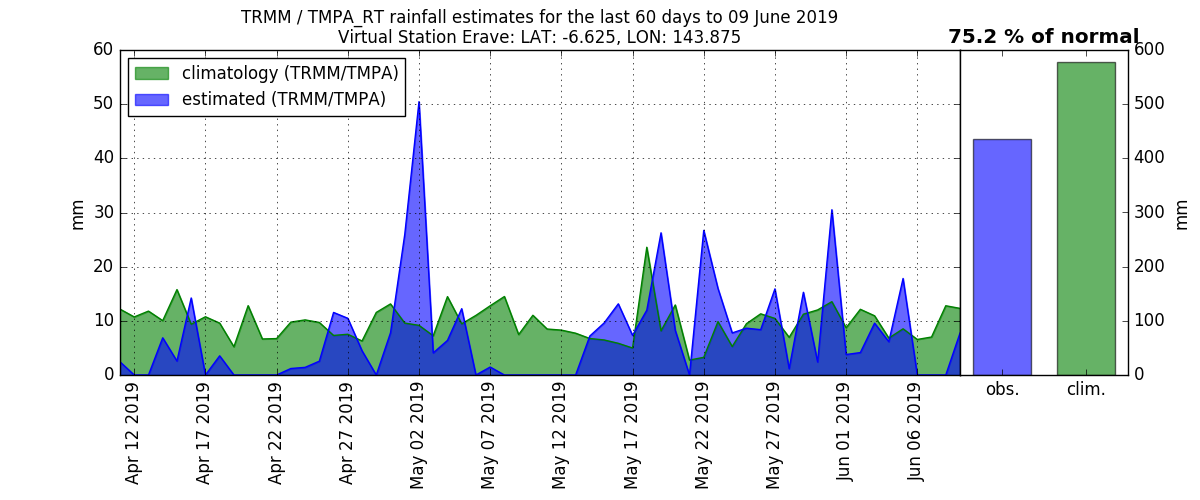 TRMM / TMPA_RT rainfall estimates for the last 60 days to 09 June 2019
Virtual Station Erave: LAT: -6.625, LON: 143.875
75.2 % of normal
climatology (TRMM/TMPA)
estimated (TRMM/TMPA)
60
50
40
30
20
10
0
mm
Apr 12 2019
Apr 17 2019
Apr 22 2019
Apr 27 2019
May 02 2019
May 07 2019
May 12 2019
May 17 2019
May 22 2019
May 27 2019
Jun 01 2019
Jun 06 2019
600
500
400
300
200
100
0
mm
obs.
clim.